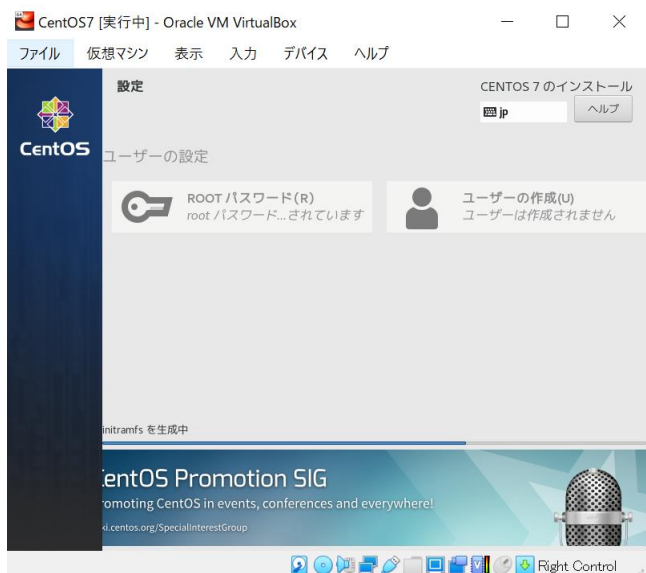 CentOS7 [実行中] - Oracle VM VirtualBox
ファイル 仮想マシン 表示 入力 デバイス ヘルプ
設定
CENTOS 7 のインストール
jp
ヘルプ
CentOS
ユーザーの設定
ROOT パスワード(R)
root パスワード...されています
ユーザーの作成(U)
ユーザーは作成されません
initramfs を生成中
entOS Promotion SIG
romoting CentOS in events, conferences and everywhere!
ki.centos.org/SpecialInterestGroup
Right Control